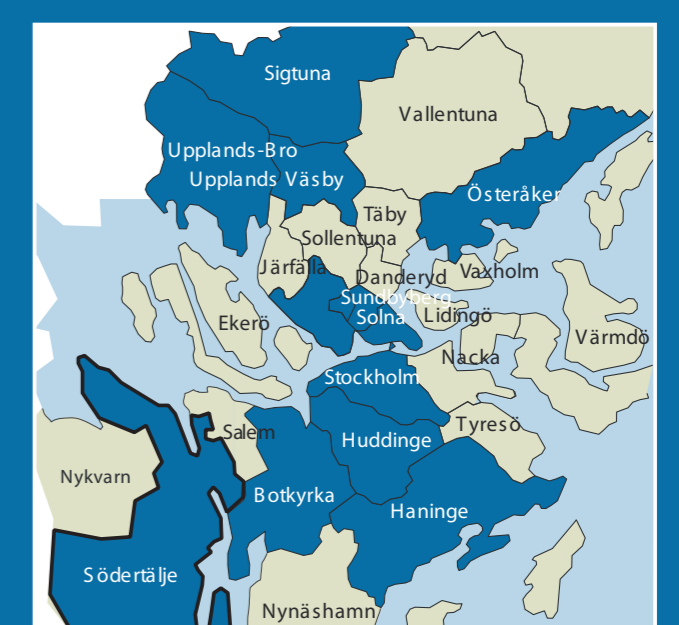 Sigtuna
Vallentuna
Upplands-Bro
Upplands Väsby
Österåker
Täby
Sollentuna
Järfälla
Danderyd
Vaxholm
Sundbyberg
Solna
Lidingö
Ekerö
Värmdö
Nacka
Stockholm
Tyresö
Salem
Huddinge
Nykvarn
Botkyrka
Haninge
Södertälje
Nynäshamn